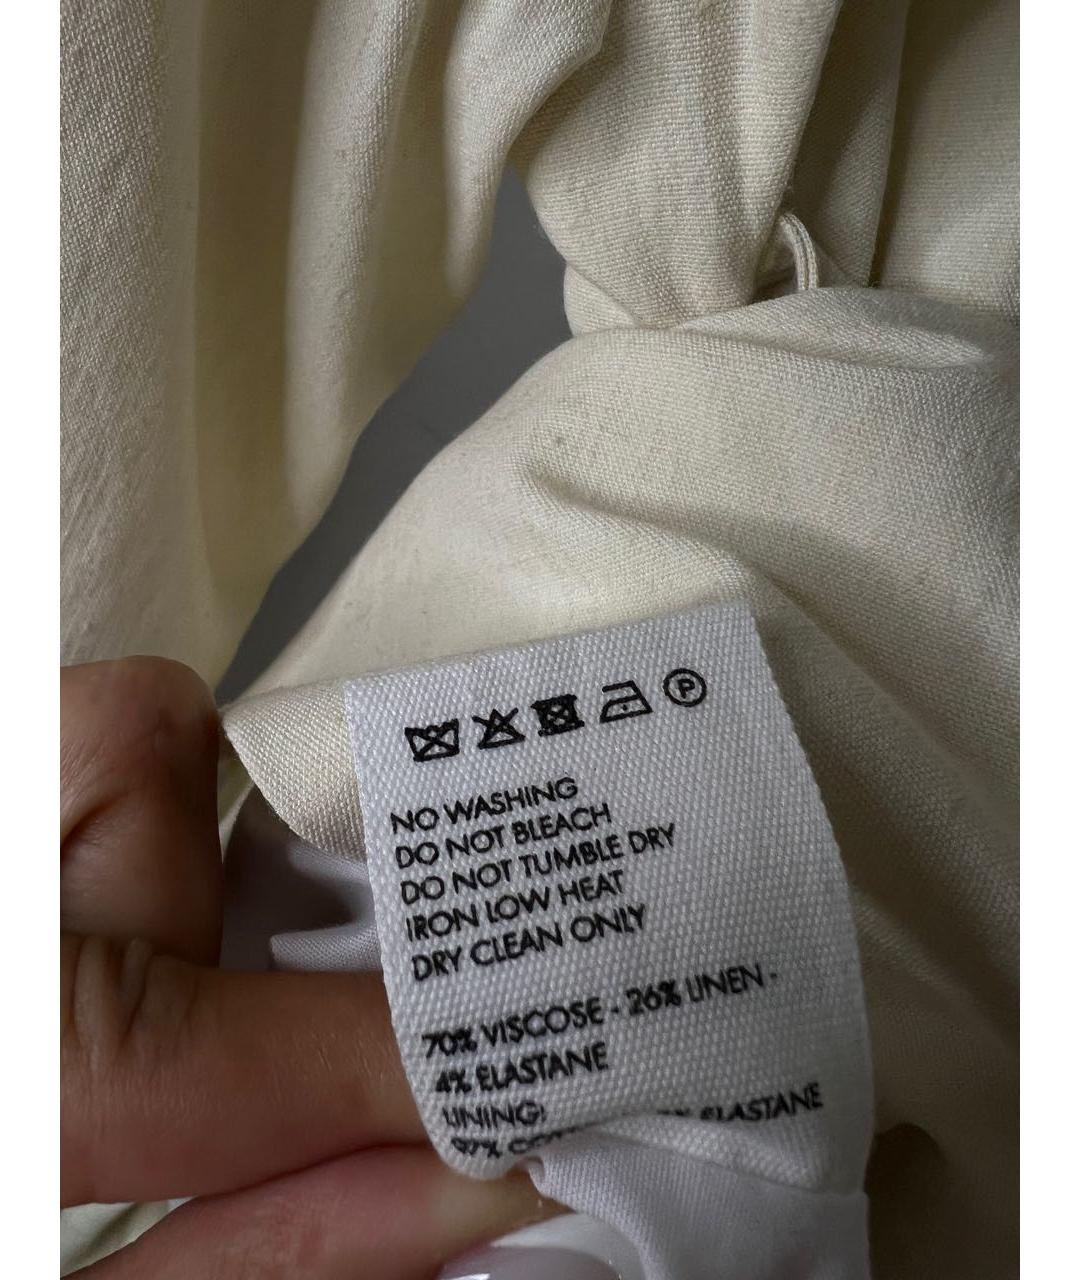 P
NO WASHING
DO NOT BLEACH
DO NOT TUMBLE DRY
IRON LOW HEAT
DRY CLEAN ONLY
70% VISCOSE - 26% LINEN -
4% ELASTANE
LINING:
97% ELASTANE